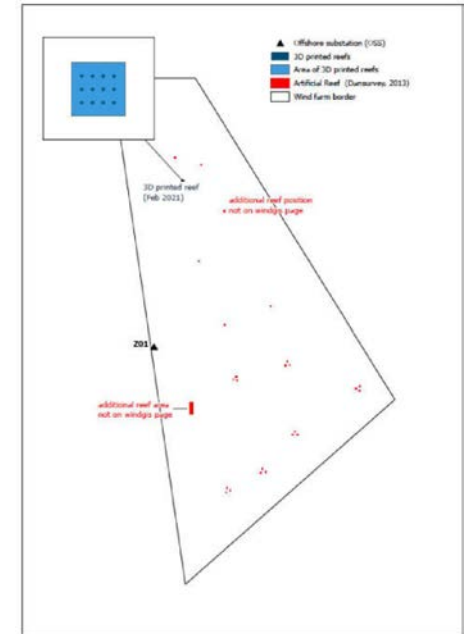 Offshore substation (OSS)
3D printed reefs
Area of 3D printed reefs
Artificial Reef (Dansurvey, 2013)
Wind farm border
3D printed reef
(Feb 2021)
additional reef position
not on windgis page
Z01
additional reef area
not on windgis page